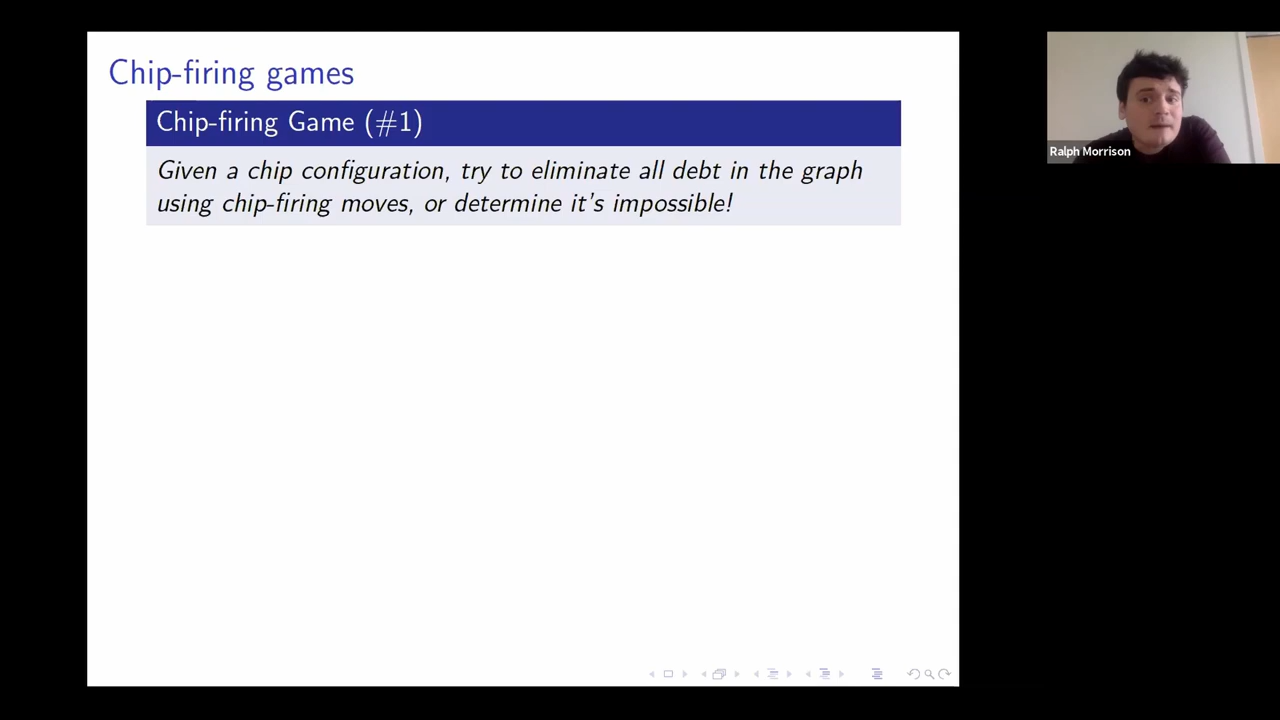 Chip-firing games
Chip-firing Game (#1)
Given a chip configuration, try to eliminate all debt in the graph
using chip-firing moves, or determine it's impossible!
Ralph Morrison